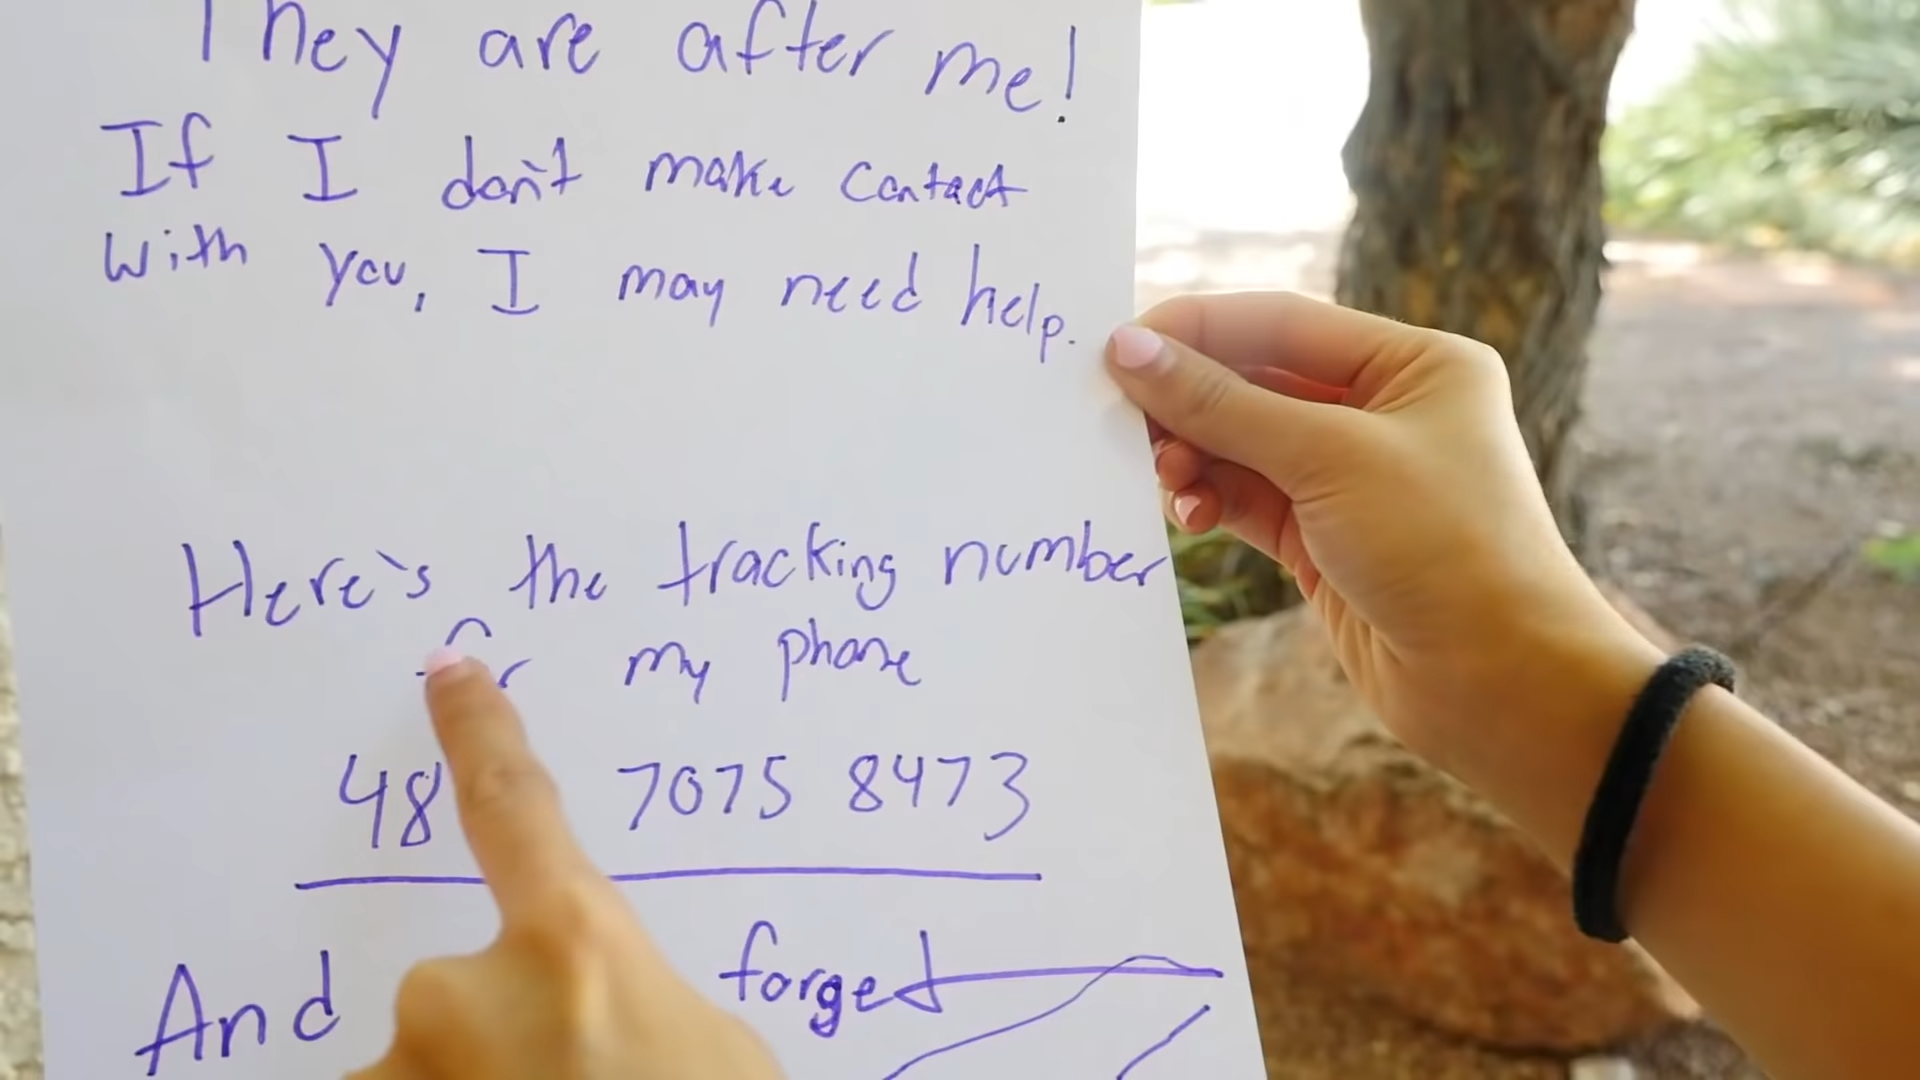 They are after me!
If I don't make contact
with you, I may need help.
Here's the tracking number
my phone
48 7075 8473
And forget